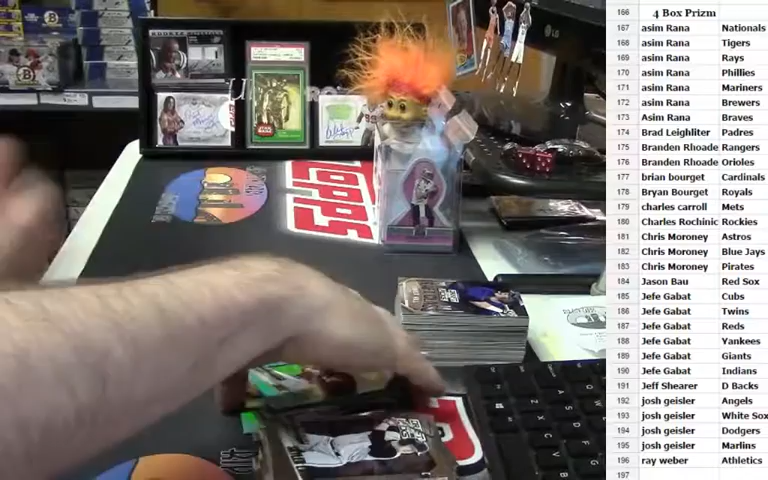 166 4 Box Prizm
167 asim Rana Nationals
168 asim Rana Tigers
169 asim Rana Rays
170 asim Rana Phillies
171 asim Rana Mariners
172 asim Rana Brewers
173 Asim Rana Braves
174 Brad Leighliter Padres
175 Branden Rhoade Rangers
176 Branden Rhoade Orioles
177 brian bourget Cardinals
178 Bryan Bourget Royals
179 charles carroll Mets
180 Charles Rochinic Rockies
181 Chris Moroney Astros
182 Chris Moroney Blue Jays
183 Chris Moroney Pirates
184 Jason Bau Red Sox
185 Jefe Gabat Cubs
186 Jefe Gabat Twins
187 Jefe Gabat Reds
188 Jefe Gabat Yankees
189 Jefe Gabat Giants
190 Jefe Gabat Indians
191 Jeff Shearer D Backs
192 josh geisler Angels
193 josh geisler White Sox
194 josh geisler Dodgers
195 josh geisler Marlins
196 ray weber Athletics
197
topps
LG